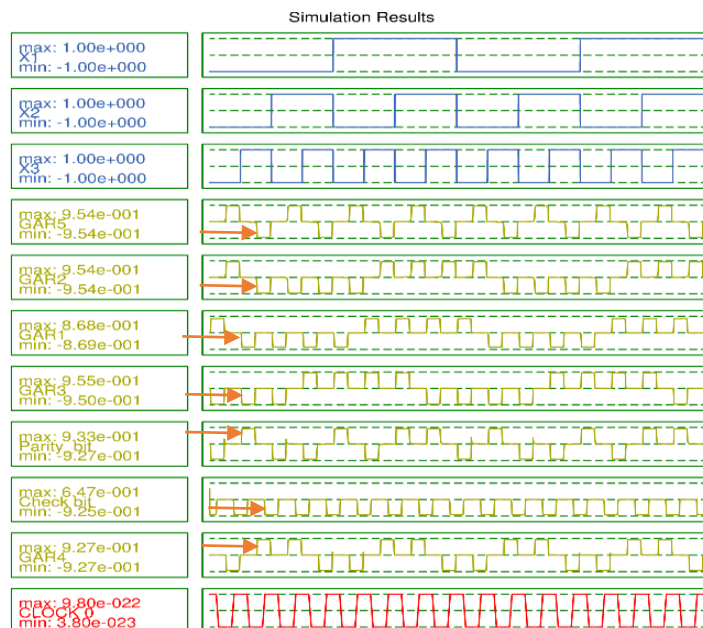 Simulation Results
max: 1.00e+000
X1
min: -1.00e+000
max: 1.00e+000
X2
min: -1.00e+000
max: 1.00e+000
X3
min: -1.00e+000
max: 9.54e-001
GAR5
min: -9.54e-001
max: 9.54e-001
GAR2
min: -9.54e-001
max: 8.68e-001
GAR1
min: -8.69e-001
max: 9.55e-001
GAR3
min: -9.50e-001
max: 9.33e-001
Parity bit
min: -9.27e-001
max: 6.47e-001
Check bit
min: -9.25e-001
max: 9.27e-001
GAR4
min: -9.27e-001
max: 9.80e-022
CLOCK 0
min: 3.80e-023